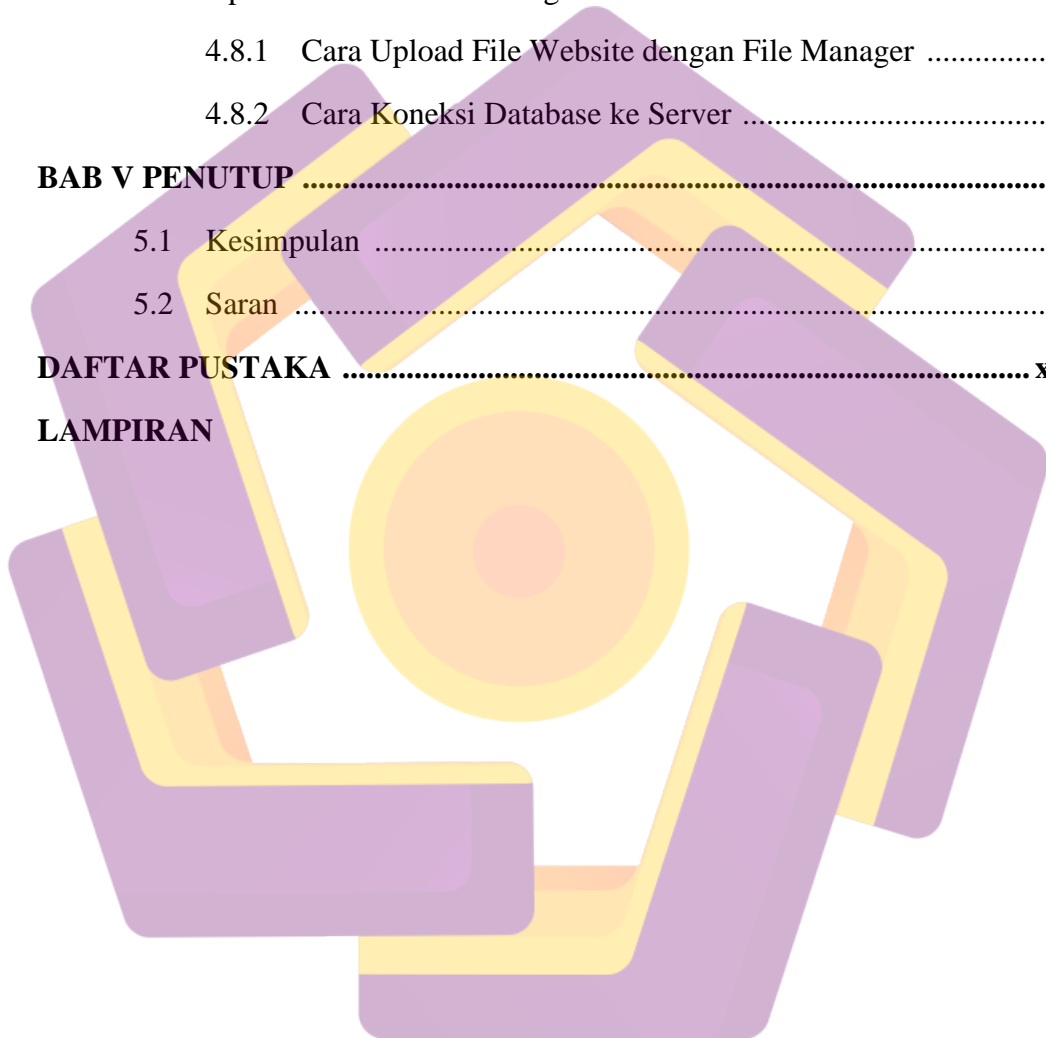 4.8.1 Cara Upload File Website dengan File Manager ...............
4.8.2 Cara Koneksi Database ke Server ......................................
BAB V PENUTUP ............................................................................................
5.1 Kesimpulan ...................................................................................
5.2 Saran .............................................................................................
DAFTAR PUSTAKA ..................................................................................... x
LAMPIRAN